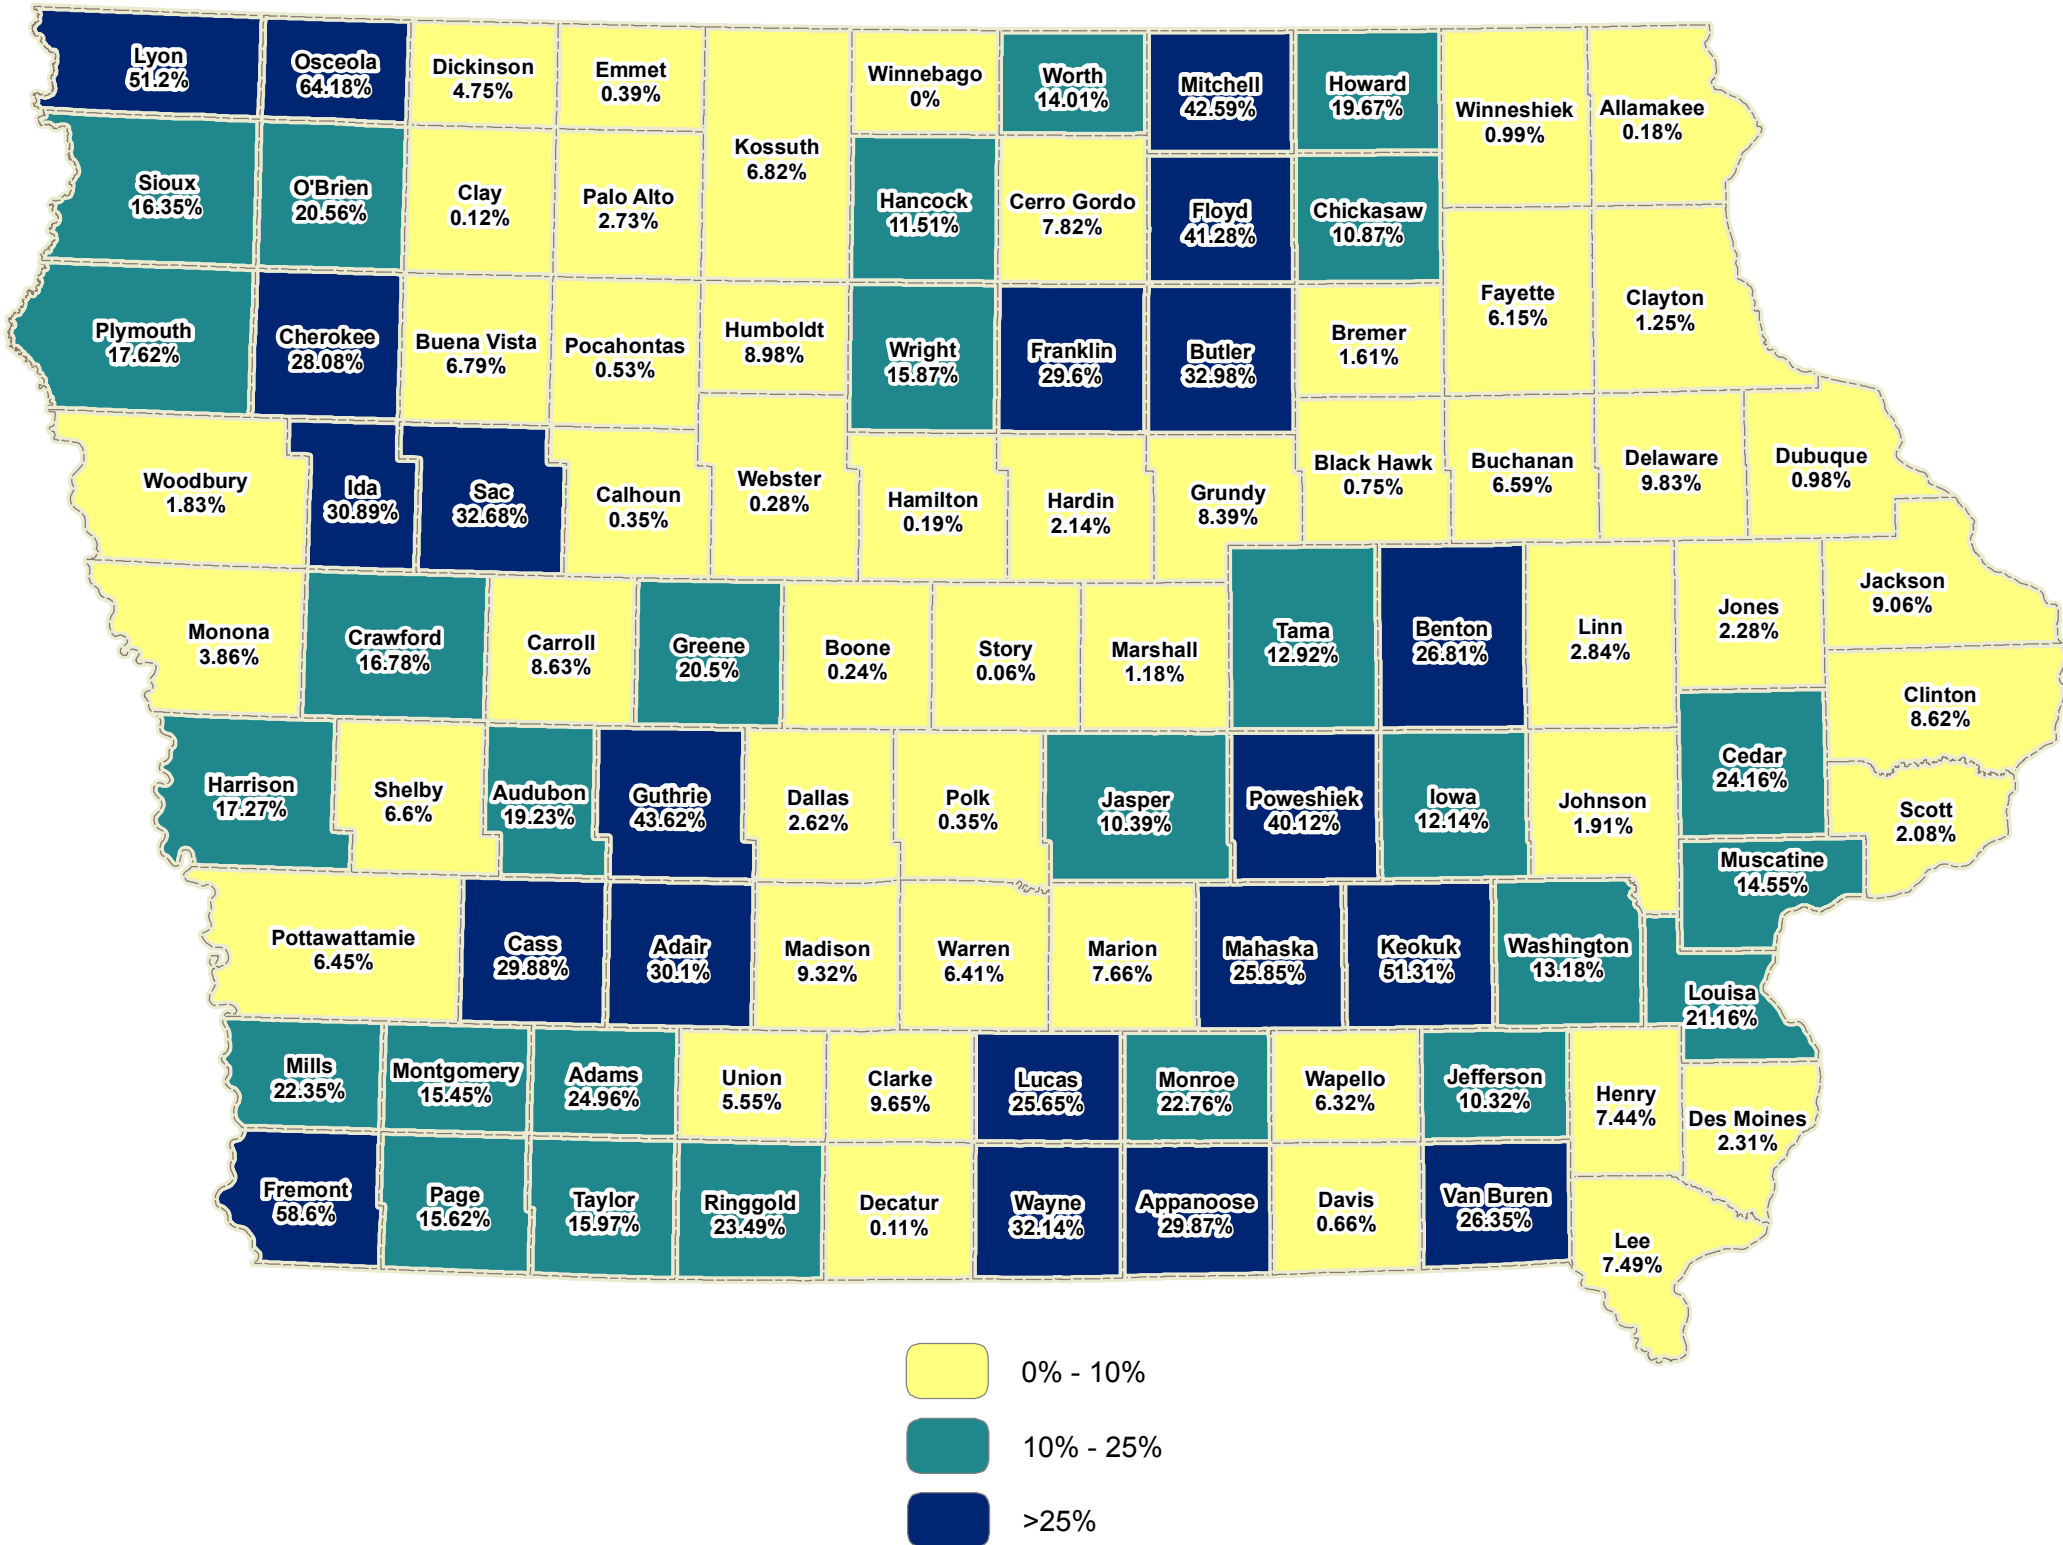 Lyon
51.2%
Osceola
64.18%
Dickinson
4.75%
Emmet
0.39%
Kossuth
6.82%
Winnebago
0%
Worth
14.01%
Mitchell
42.59%
Howard
19.67%
Winneshiek
0.99%
Allamakee
0.18%
Sioux
16.35%
O'Brien
20.56%
Clay
0.12%
Palo Alto
2.73%
Hancock
11.51%
Cerro Gordo
7.82%
Floyd
41.28%
Chickasaw
10.87%
Plymouth
17.62%
Cherokee
28.08%
Buena Vista
6.79%
Pocahontas
0.53%
Humboldt
8.98%
Wright
15.87%
Franklin
29.6%
Butler
32.98%
Bremer
1.61%
Fayette
6.15%
Clayton
1.25%
Woodbury
1.83%
Ida
30.89%
Sac
32.68%
Calhoun
0.35%
Webster
0.28%
Hamilton
0.19%
Hardin
2.14%
Grundy
8.39%
Black Hawk
0.75%
Buchanan
6.59%
Delaware
9.83%
Dubuque
0.98%
Monona
3.86%
Crawford
16.78%
Carroll
8.63%
Greene
20.5%
Boone
0.24%
Story
0.06%
Marshall
1.18%
Tama
12.92%
Benton
26.81%
Linn
2.84%
Jones
2.28%
Jackson
9.06%
Clinton
8.62%
Harrison
17.27%
Shelby
6.6%
Audubon
19.23%
Guthrie
43.62%
Dallas
2.62%
Polk
0.35%
Jasper
10.39%
Poweshiek
40.12%
Iowa
12.14%
Johnson
1.91%
Cedar
24.16%
Scott
2.08%
Muscatine
14.55%
Pottawattamie
6.45%
Cass
29.88%
Adair
30.1%
Madison
9.32%
Warren
6.41%
Marion
7.66%
Mahaska
25.85%
Keokuk
51.31%
Washington
13.18%
Louisa
21.16%
Mills
22.35%
Montgomery
15.45%
Adams
24.96%
Union
5.55%
Clarke
9.65%
Lucas
25.65%
Monroe
22.76%
Wapello
6.32%
Jefferson
10.32%
Henry
7.44%
Des Moines
2.31%
Fremont
58.6%
Page
15.62%
Taylor
15.97%
Ringgold
23.49%
Decatur
0.11%
Wayne
32.14%
Appanoose
29.87%
Davis
0.66%
Van Buren
26.35%
Lee
7.49%
0% - 10%
10% - 25%
>25%